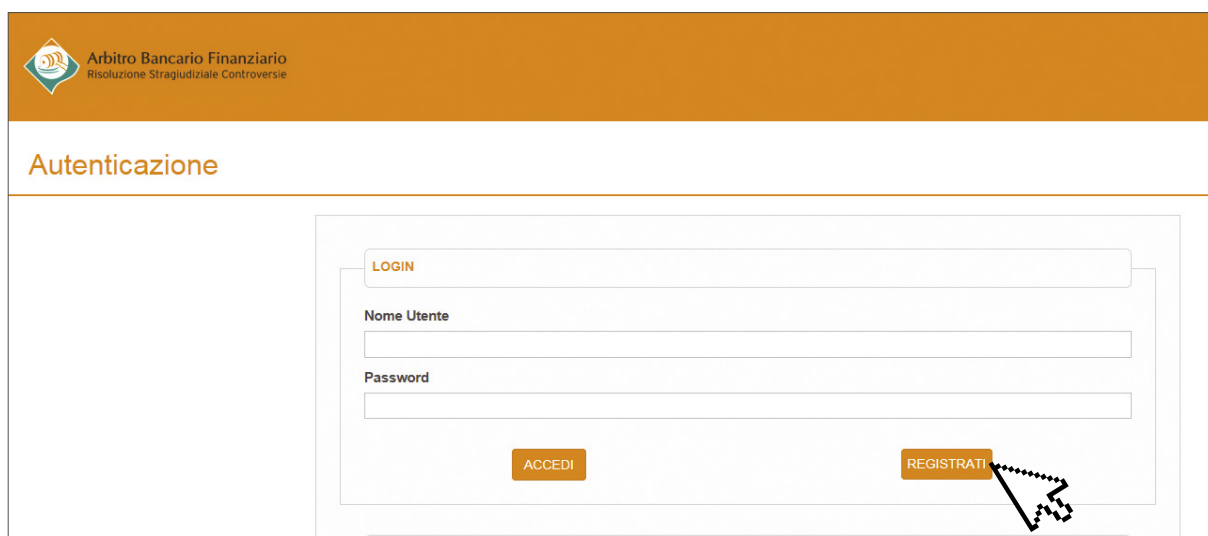 Arbitro Bancario Finanziario
Risoluzione Stragiudiziale Controversie
Autenticazione
LOGIN
Nome Utente
Password
ACCEDI
REGISTRATI